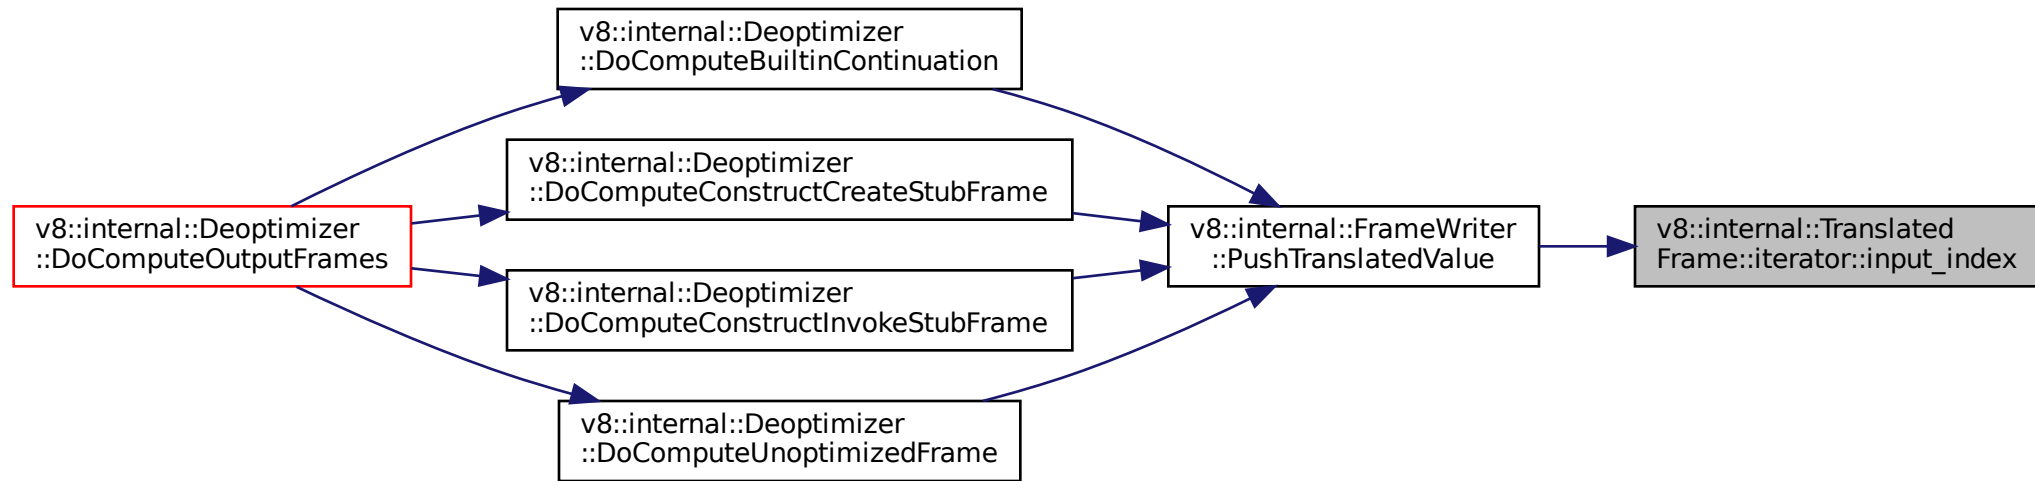 v8::internal::Deoptimizer
::DoComputeOutputFrames
v8::internal::Deoptimizer
::DoComputeBuiltinContinuation
v8::internal::Deoptimizer
::DoComputeConstructCreateStubFrame
v8::internal::Deoptimizer
::DoComputeConstructInvokeStubFrame
v8::internal::Deoptimizer
::DoComputeUnoptimizedFrame
v8::internal::FrameWriter
::PushTranslatedValue
v8::internal::Translated
Frame::iterator::input_index